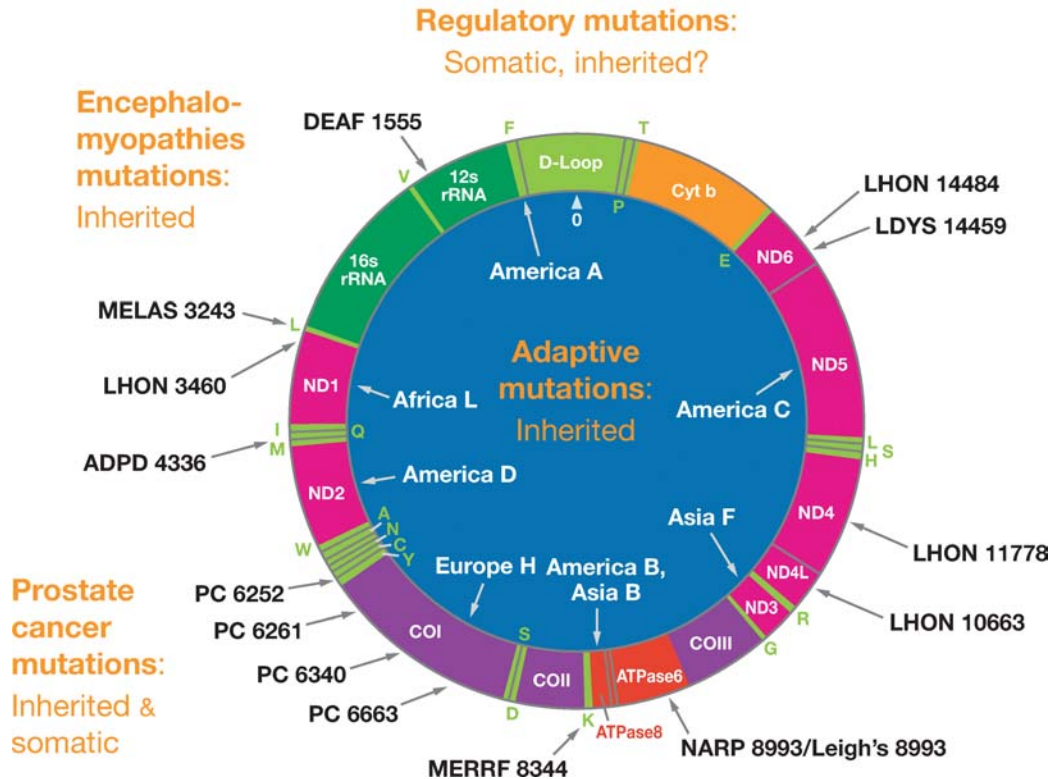 Regulatory mutations:
Somatic, inherited?
Encephalo-
myopathies
mutations:
Inherited
DEAF 1555
F
T
D-Loop
V
12s
rRNA
Cyt b
P
0
LHON 14484
LDYS 14459
E
ND6
16s
rRNA
America A
MELAS 3243
L
LHON 3460
ND1
Africa L
Adaptive
mutations:
Inherited
America C
ND5
I
Q
M
ADPD 4336
L
S
H
ND2
America D
ND4
A
N
C
Y
W
Asia F
LHON 11778
Europe H
America B,
Asia B
ND4L
ND3
R
LHON 10663
G
Prostate
cancer
mutations:
Inherited &
somatic
PC 6252
PC 6261
PC 6340
PC 6663
COI
S
COII
COIII
ATPase6
D
K
ATPase8
MERRF 8344
NARP 8993/Leigh's 8993